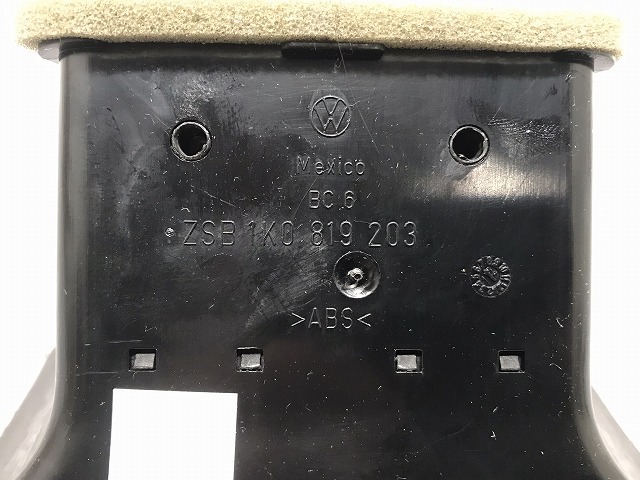 Mexico
BC 6
ZSB 1K0 819 203
>ABS<